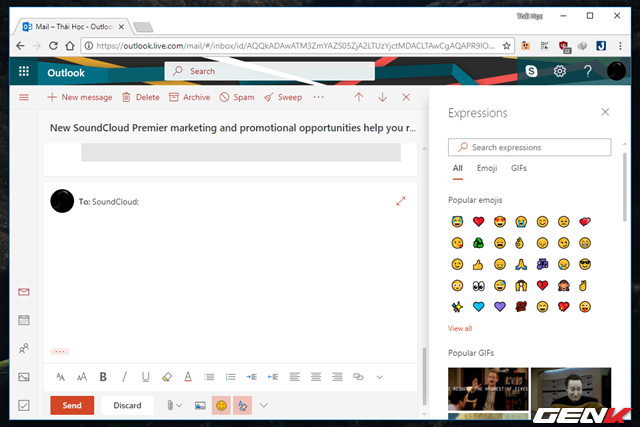 Thái Học
Mail – Thái Học - Outloo
https://outlook.live.com/mail/#/inbox/id/AQQkADAwATM3ZmYAZS05ZjA2LTUzYjctMDACLTAwCgAQAPR9IO...
Outlook
Search
New message
Delete
Archive
Spam
Sweep
New SoundCloud Premier marketing and promotional opportunities help you r...
To: SoundCloud;
Send
Discard
Expressions
Search expressions
All
Emoji
GIFs
Popular emojis
View all
Popular GIFs
GENK